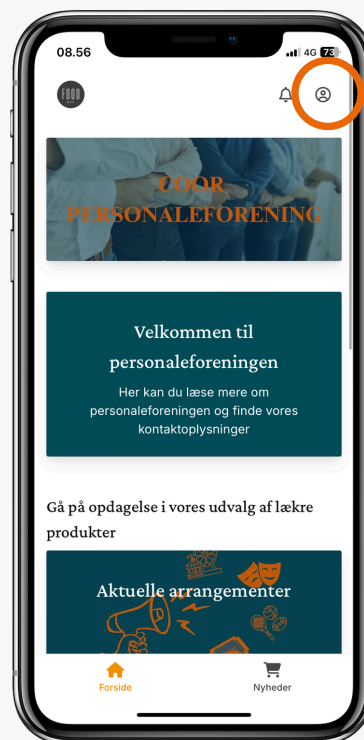 08.56
4G 73
FOOD
COOR
PERSONALEFORENING
Velkommen til
personaleforeningen
Her kan du læse mere om
personaleforeningen og finde vores
kontaktoplysninger
Gå på opdagelse i vores udvalg af lækre
produkter
Aktuelle arrangementer
Forside
Nyheder